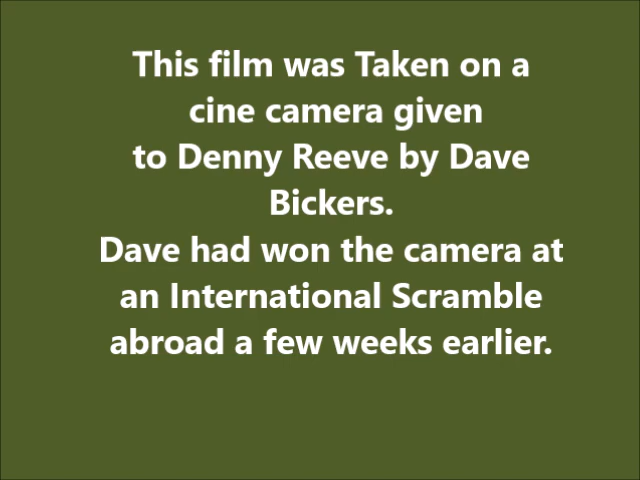 This film was Taken on a
cine camera given
to Denny Reeve by Dave
Bickers.
Dave had won the camera at
an International Scramble
abroad a few weeks earlier.